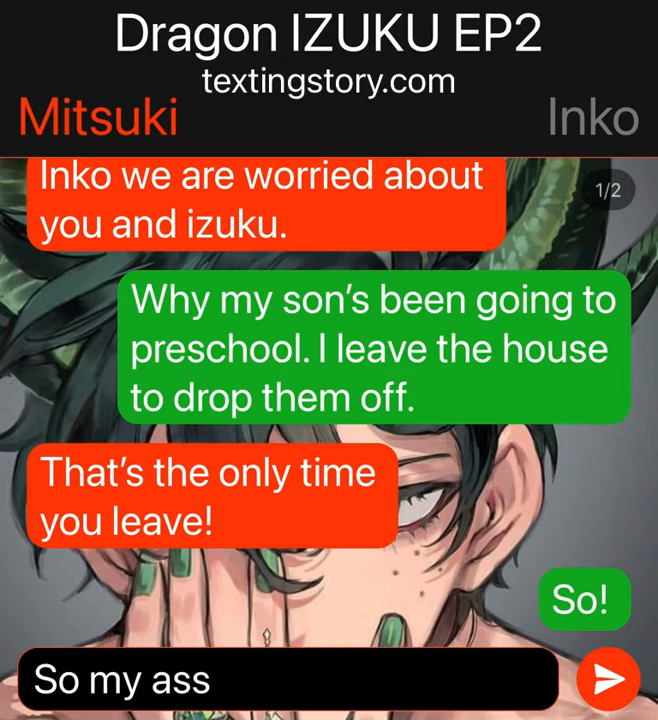 Dragon IZUKU EP2
textingstory.com
Mitsuki
Inko
Inko we are worried about
you and izuku.
1/2
Why my son's been going to
preschool. I leave the house
to drop them off.
That's the only time
you leave!
So!
So my ass